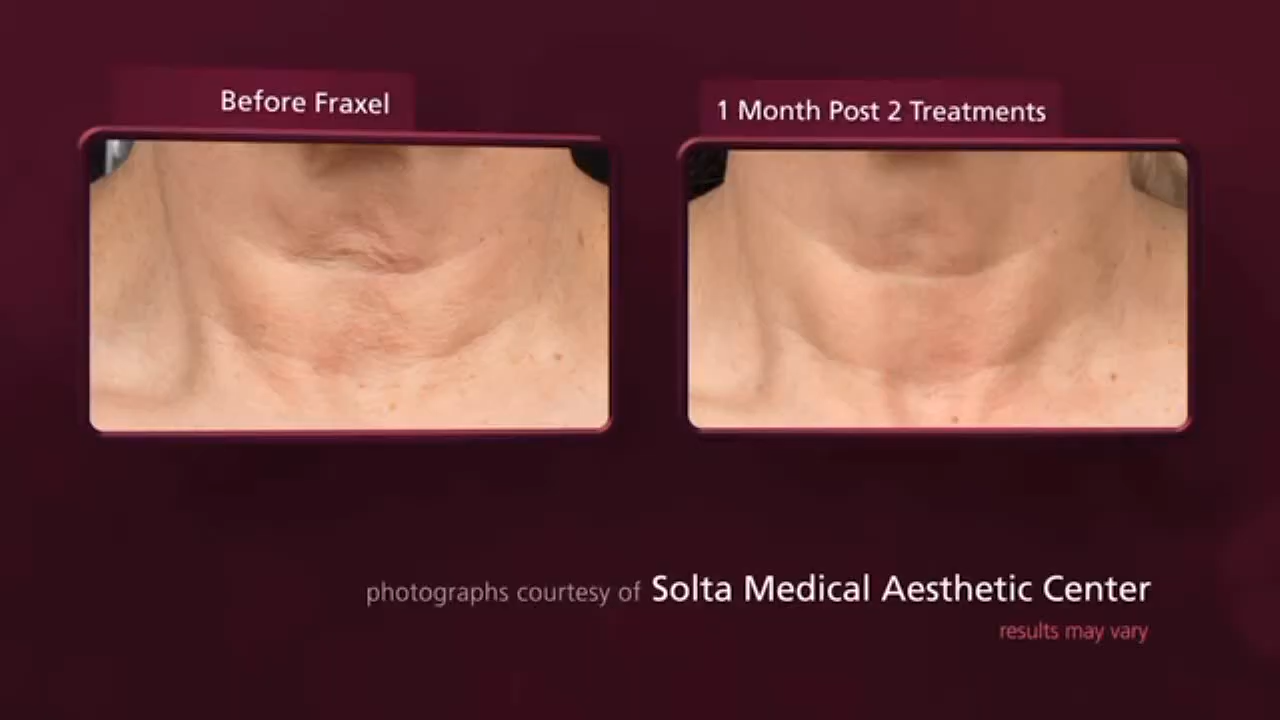 Before Fraxel
1 Month Post 2 Treatments
photographs courtesy of Solta Medical Aesthetic Center
results may vary